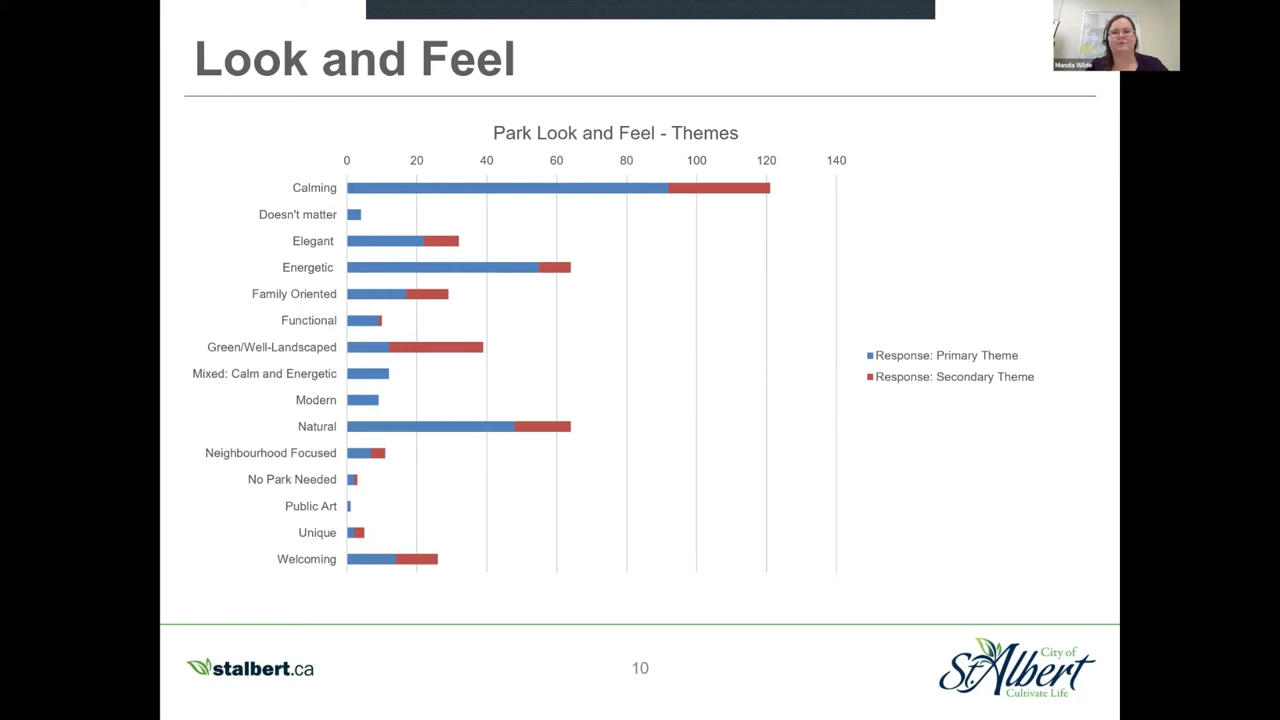 Look and Feel
Manda Wilde
Park Look and Feel - Themes
0 20 40 60 80 100 120 140
Calming
Doesn't matter
Elegant
Energetic
Family Oriented
Functional
Green/Well-Landscaped
Mixed: Calm and Energetic
Modern
Natural
Neighbourhood Focused
No Park Needed
Public Art
Unique
Welcoming
Response: Primary Theme
Response: Secondary Theme
stalbert.ca
10
City of
St. Albert
Cultivate Life